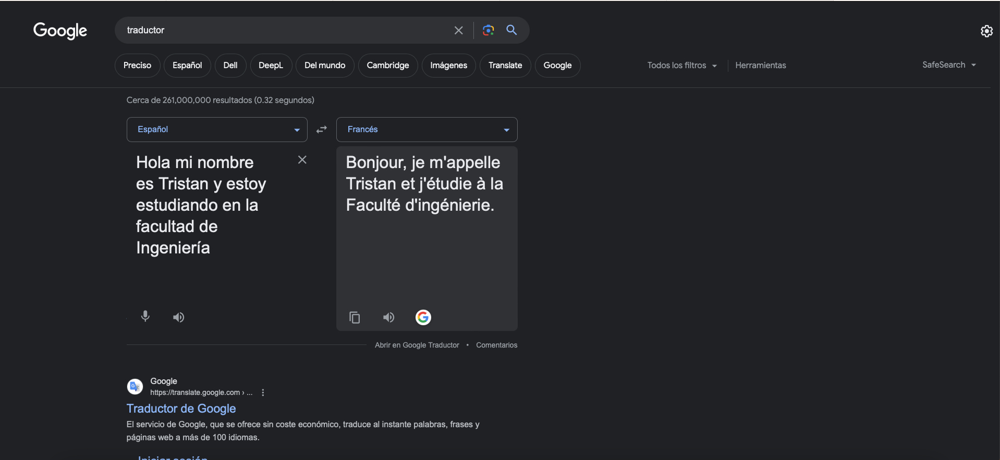 Google
traductor
Preciso
Español
Dell
DeepL
Del mundo
Cambridge
Imágenes
Translate
Google
Todos los filtros
Herramientas
SafeSearch
Cerca de 261,000,000 resultados (0.32 segundos)
Español
Francés
Hola mi nombre
es Tristan y estoy
estudiando en la
facultad de
Ingeniería
Bonjour, je m'appelle
Tristan et j'étudie à la
Faculté d'ingénierie.
Abrir en Google Traductor • Comentarios
Google
https://translate.google.com › ...
Traductor de Google
El servicio de Google, que se ofrece sin coste económico, traduce al instante palabras, frases y
páginas web a más de 100 idiomas.
Iniciar sesión